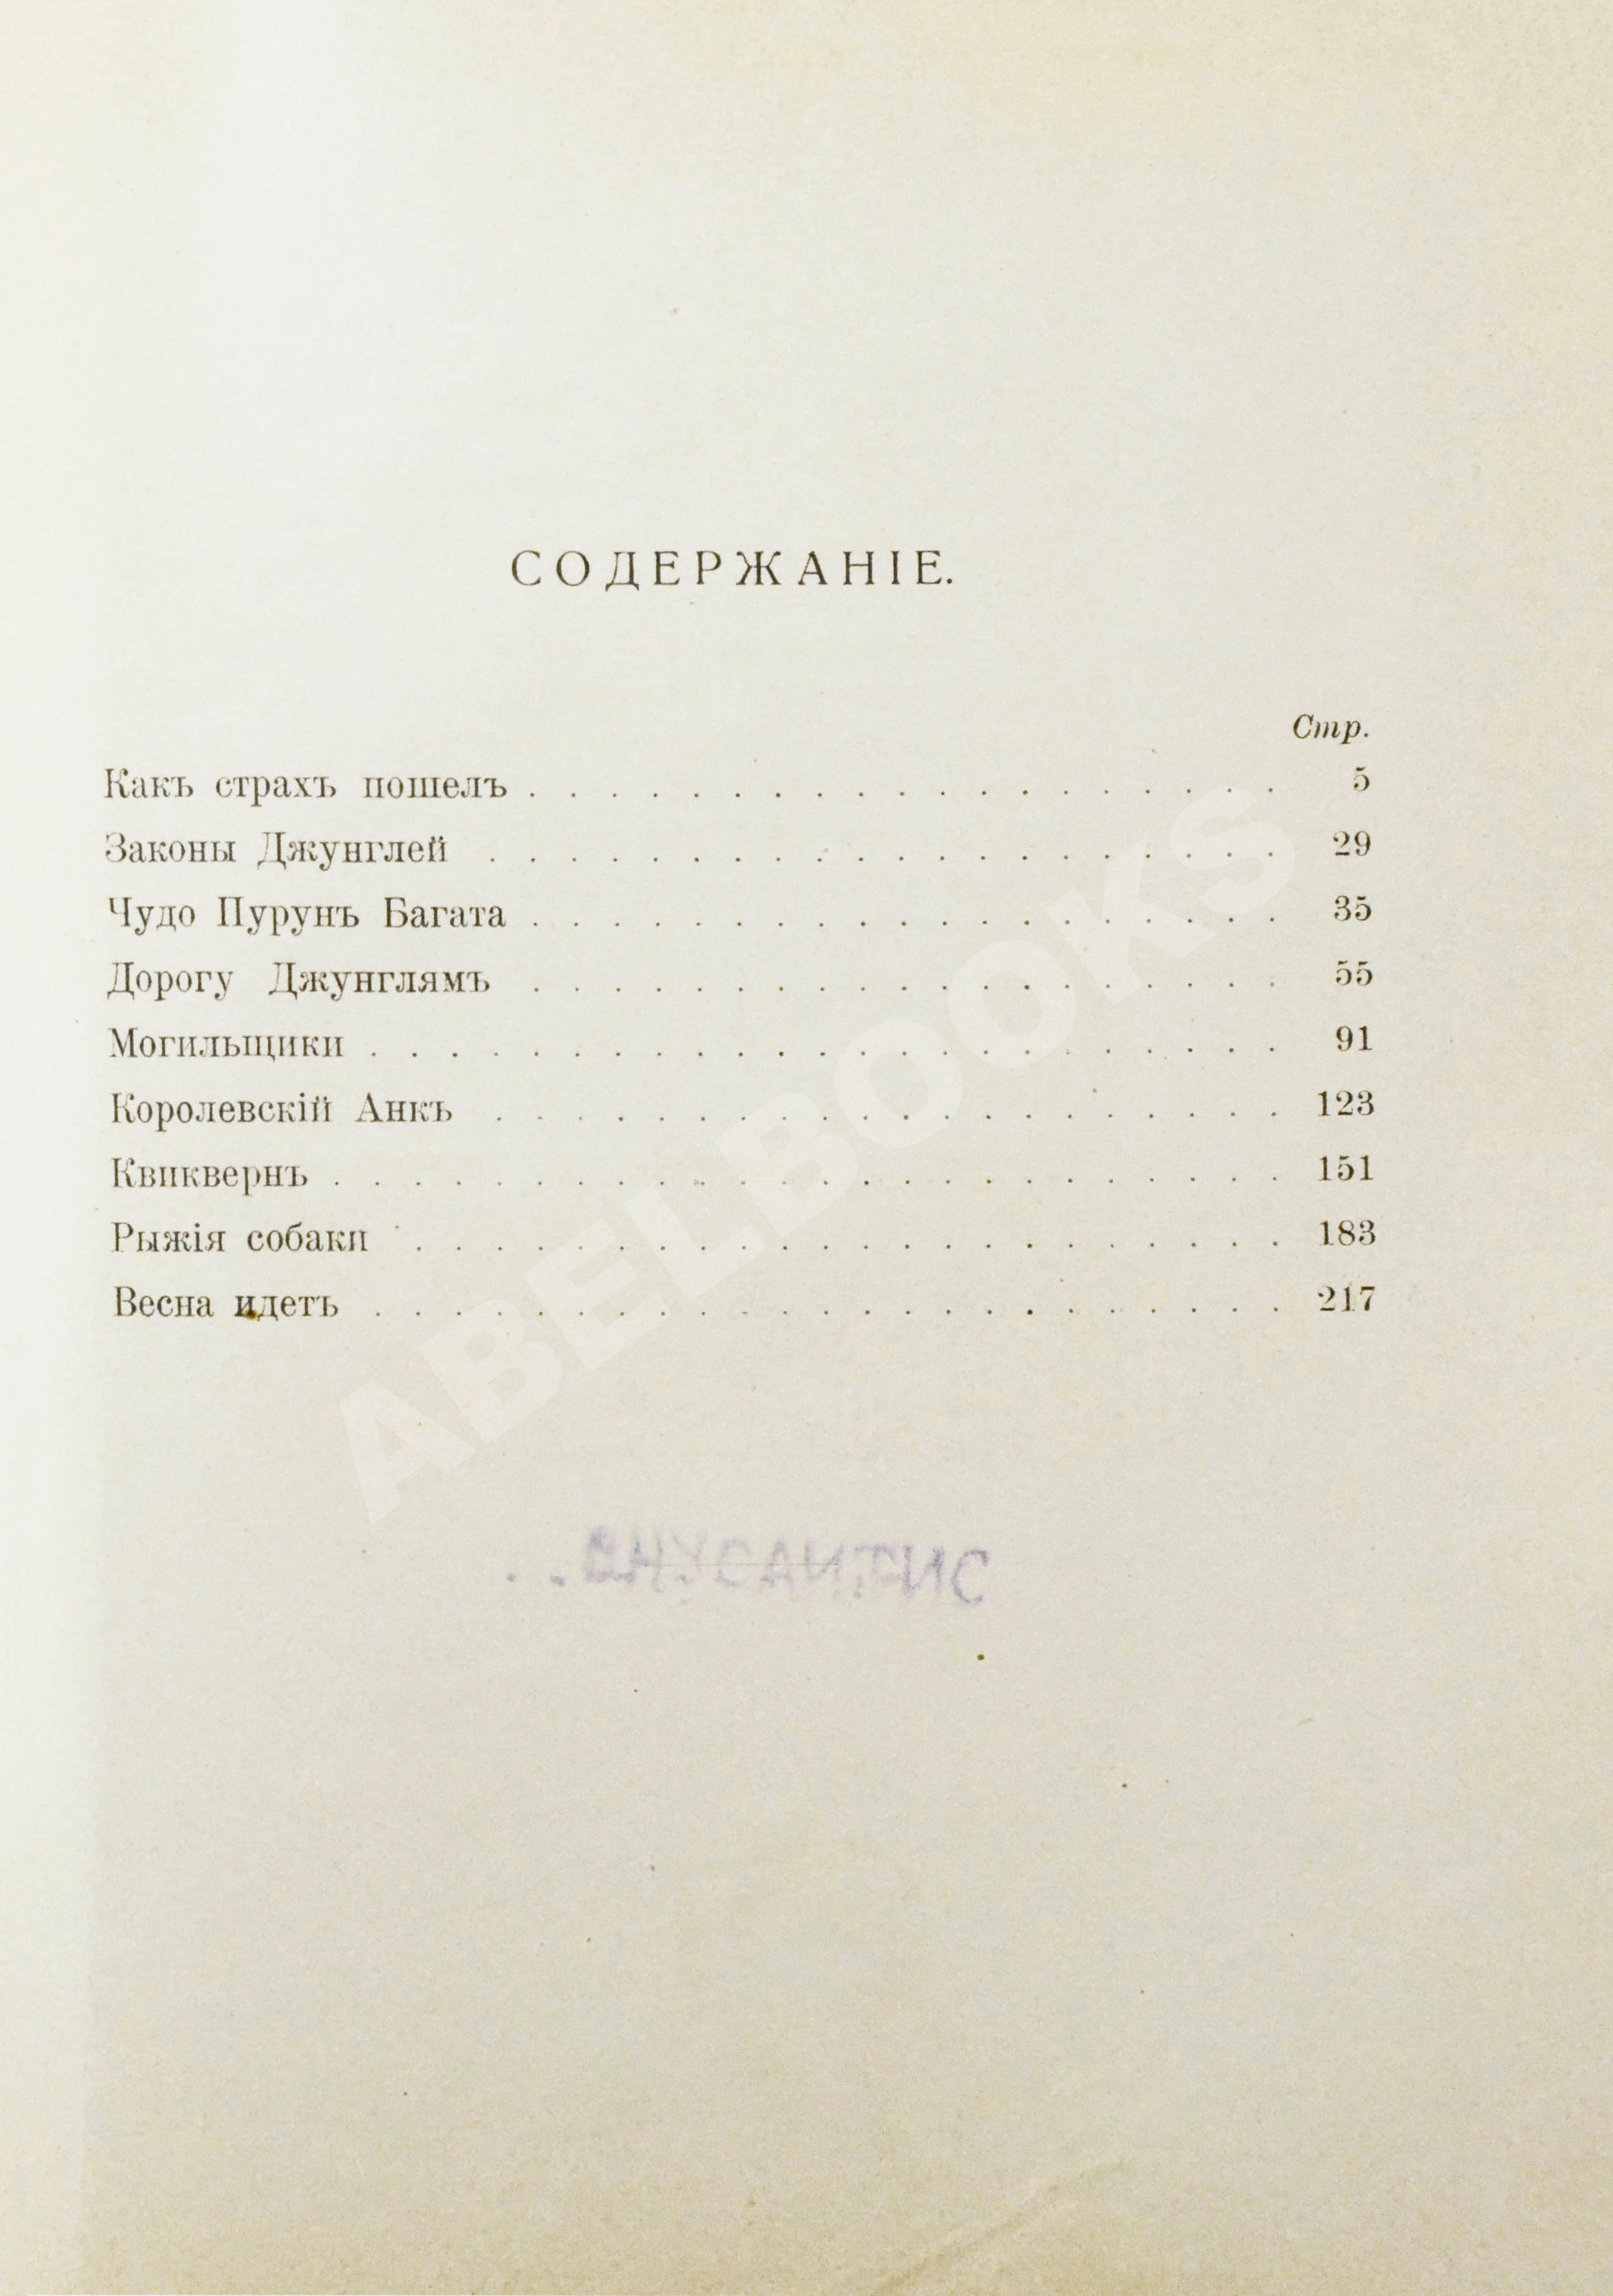 СОДЕРЖАНІЕ.
Стр.
Какъ страхъ пошелъ . . . . . . . . . . . . . . . . . . . 5
Законы Джунглей . . . . . . . . . . . . . . . . . . . . 29
Чудо Пурунъ Багата . . . . . . . . . . . . . . . . . . . 35
Дорогу Джунглямъ . . . . . . . . . . . . . . . . . . . 55
Могильщики . . . . . . . . . . . . . . . . . . . . . . . 91
Королевскій Анкъ . . . . . . . . . . . . . . . . . . . . 123
Квиквернъ . . . . . . . . . . . . . . . . . . . . . . . . 151
Рыжія собаки . . . . . . . . . . . . . . . . . . . . . . 183
Весна идетъ . . . . . . . . . . . . . . . . . . . . . . . 217
ABELBOOKS